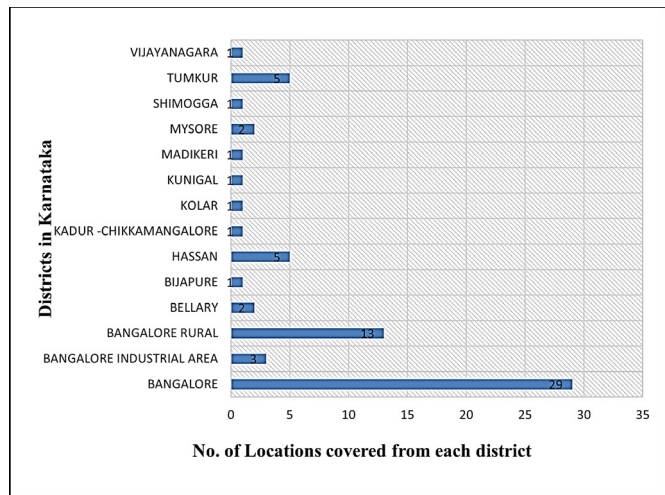 Districts in Karnataka
VIJAYANAGARA 1
TUMKUR 5
SHIMOGGA 1
MYSORE 2
MADIKERI 1
KUNIGAL 1
KOLAR 1
KADUR -CHIKKAMANGALORE 1
HASSAN 5
BIJAPURE 1
BELLARY 2
BANGALORE RURAL 13
BANGALORE INDUSTRIAL AREA 3
BANGALORE 29
0 5 10 15 20 25 30 35
No. of Locations covered from each district